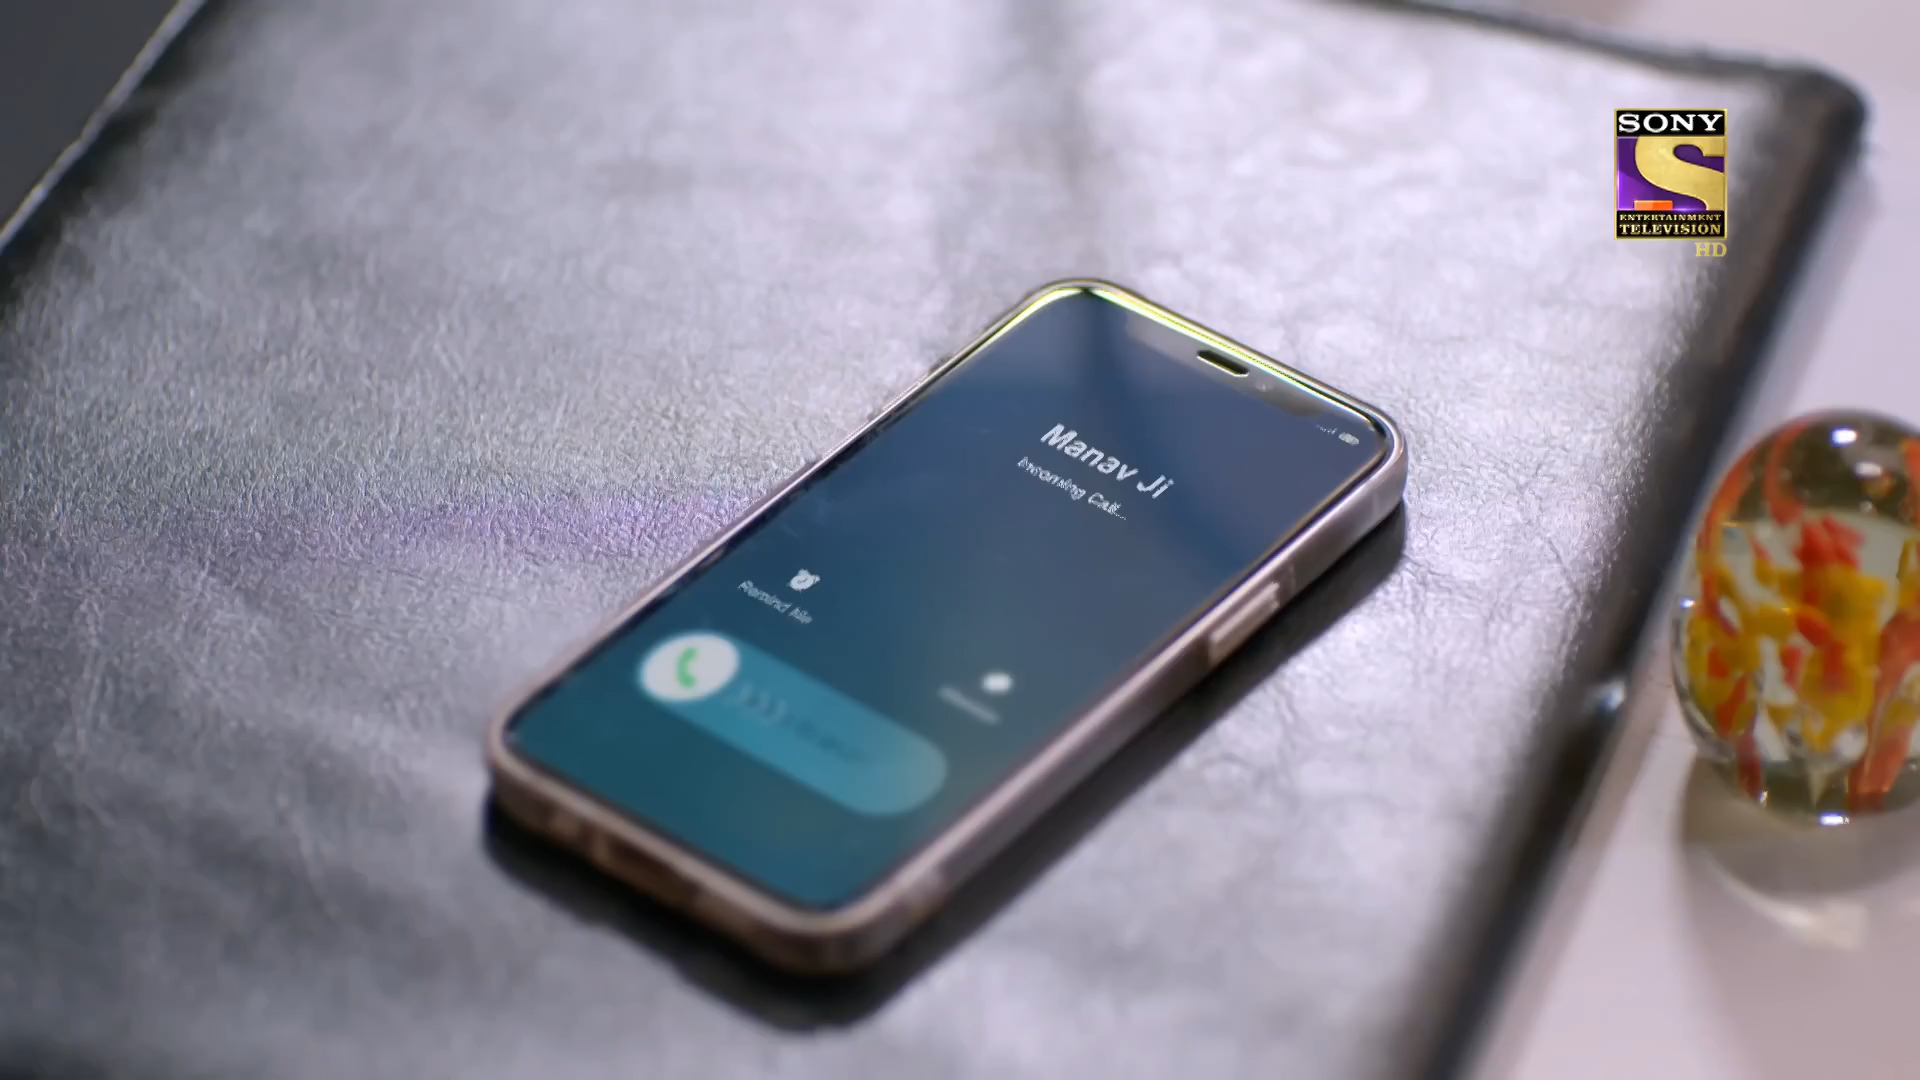 SONY
ENTERTAINMENT
TELEVISION
HD
Manav Ji
Incoming Call...
Remind Me